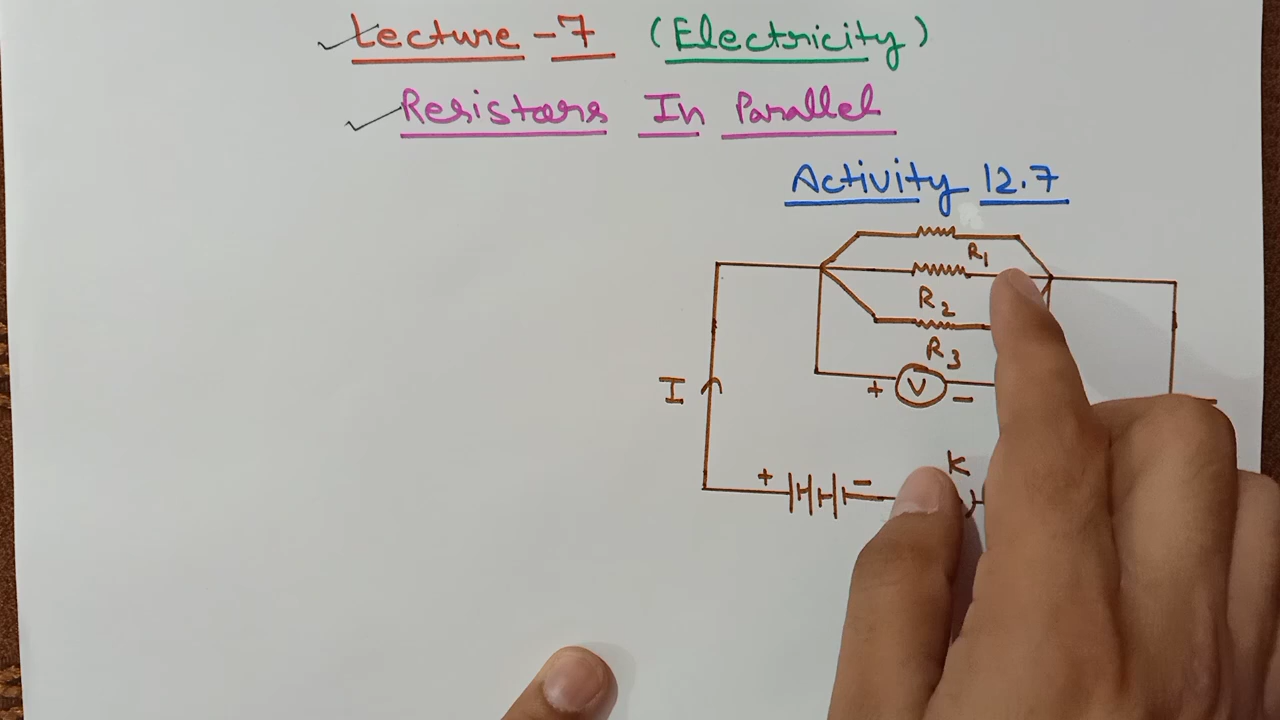 Lecture-7 (Electricity)
Resistors In Parallel
Activity 12.7
R1
R2
R3
I
+ V -
K
+ -